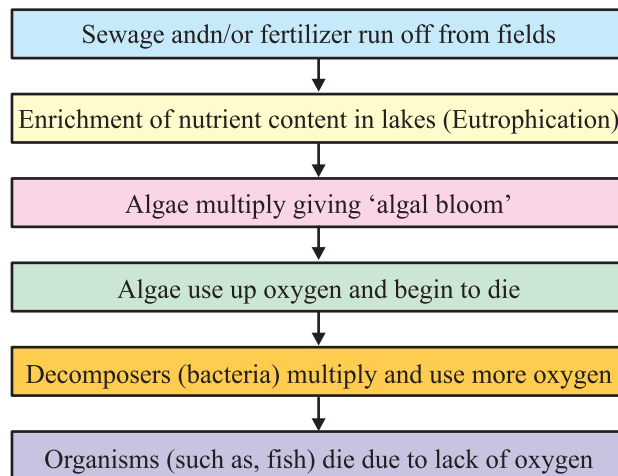 Sewage andn/or fertilizer run off from fields
Enrichment of nutrient content in lakes (Eutrophication)
Algae multiply giving ‘algal bloom’
Algae use up oxygen and begin to die
Decomposers (bacteria) multiply and use more oxygen
Organisms (such as, fish) die due to lack of oxygen